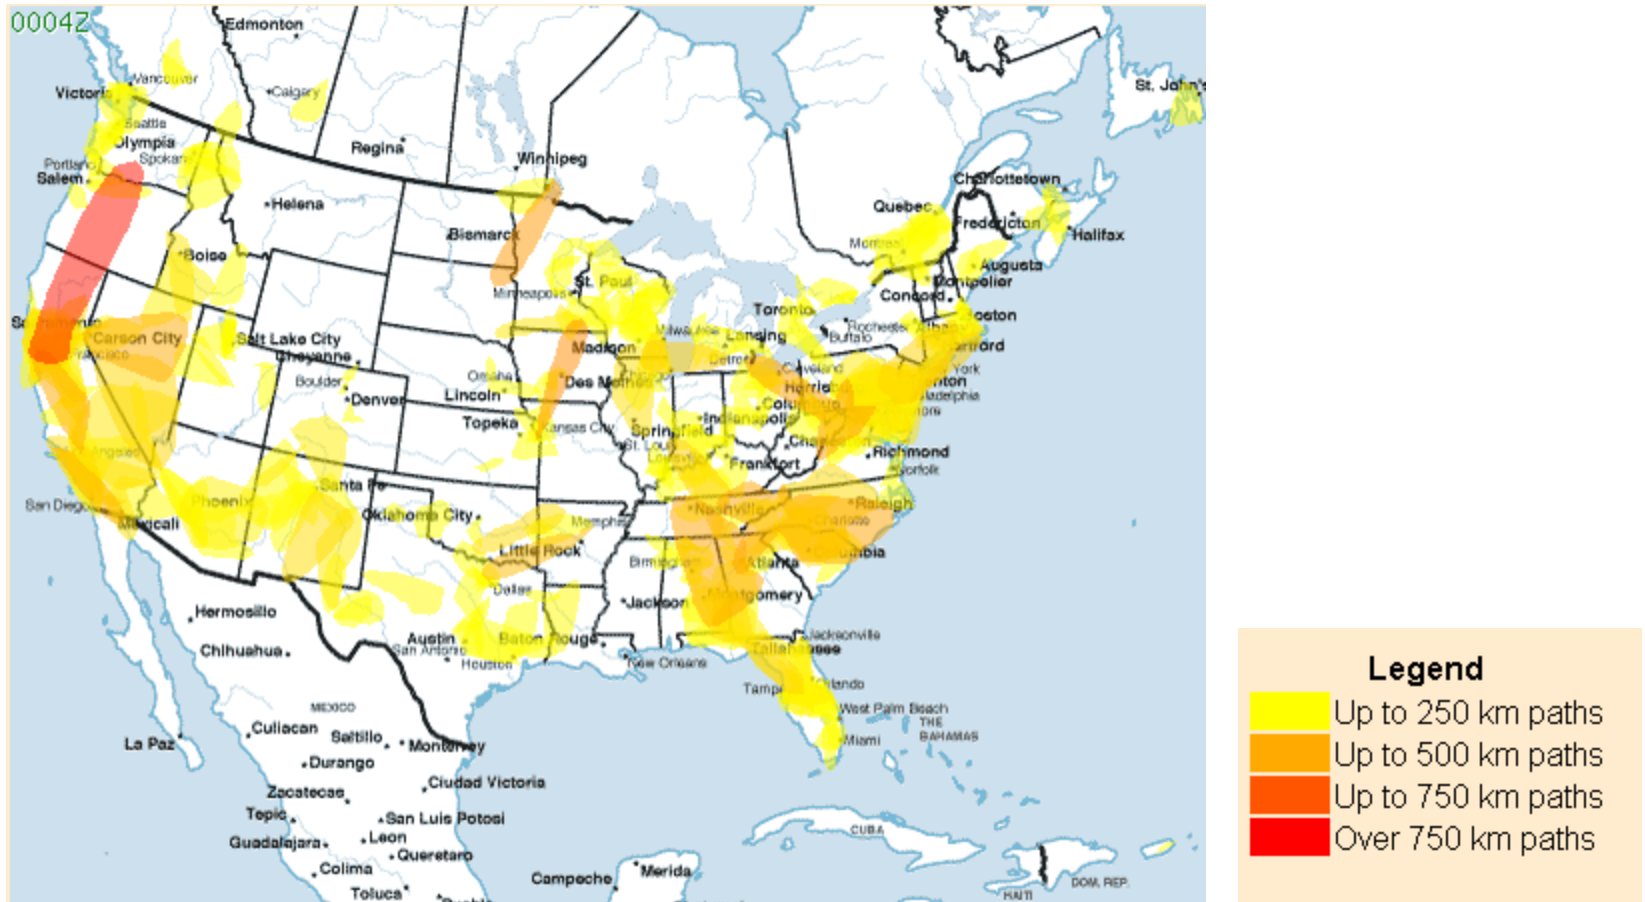 0004Z
Edmonton
Vancouver
Victoria
Calgary
St. John's
Seattle
Olympia
Spokane
Portland
Salem
Regina
Winnipeg
Charlottetown
Helena
Quebec
Fredericton
Halifax
Bismarck
Montreal
Boise
Augusta
Montpelier
St. Paul
Minneapolis
Concord
Toronto
Boston
Sacramento
Carson City
Francisco
Salt Lake City
Cheyenne
Milwaukee
Lansing
Rochester
Albany
Buffalo
Madison
Hartford
Detroit
Cleveland
York
Boulder
Denver
Omaha
Lincoln
Des Moines
Chicago
Harrisburg
Trenton
Philadelphia
Columbus
Indianapolis
Topeka
Kansas City
Springfield
St. Louis
Charleston
Louisville
Frankfort
Richmond
Norfolk
Angeles
San Diego
Mexicali
Phoenix
Santa Fe
Oklahoma City
Memphis
Nashville
Raleigh
Charlotte
Little Rock
Birmingham
Atlanta
Columbia
Dallas
Jackson
Montgomery
Hermosillo
Chihuahua
Austin
San Antonio
Houston
Baton Rouge
New Orleans
Jacksonville
Tallahassee
Tampa
Orlando
West Palm Beach
Miami
THE
BAHAMAS
MEXICO
Culiacan
La Paz
Saltillo
Monterrey
Durango
Ciudad Victoria
Zacatecas
Tepic
San Luis Potosi
Leon
Guadalajara
Queretaro
Colima
Toluca
Campeche
Merida
CUBA
HAITI
DOM. REP.
Legend
Up to 250 km paths
Up to 500 km paths
Up to 750 km paths
Over 750 km paths